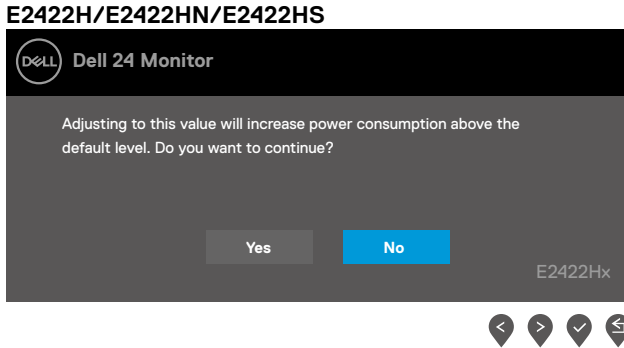 E2422H/E2422HN/E2422HS
DELL Dell 24 Monitor
Adjusting to this value will increase power consumption above the
default level. Do you want to continue?
Yes No
E2422Hx